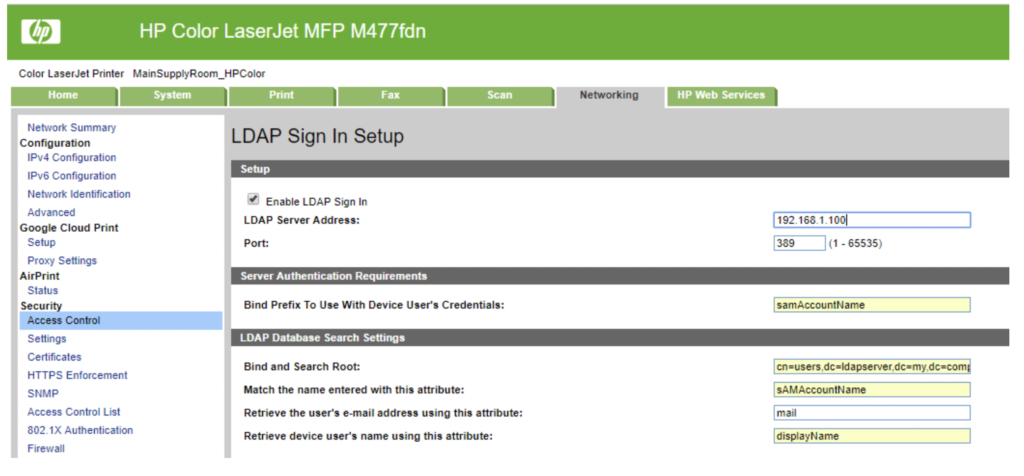 hp
HP Color LaserJet MFP M477fdn
Color LaserJet Printer MainSupplyRoom_HPColor
Home System Print Fax Scan Networking HP Web Services
Network Summary
Configuration
IPv4 Configuration
IPv6 Configuration
Network Identification
Advanced
Google Cloud Print
Setup
Proxy Settings
AirPrint
Status
Security
Access Control
Settings
Certificates
HTTPS Enforcement
SNMP
Access Control List
802.1X Authentication
Firewall
LDAP Sign In Setup
Setup
Enable LDAP Sign In
LDAP Server Address: 192.168.1.100
Port: 389 (1 - 65535)
Server Authentication Requirements
Bind Prefix To Use With Device User's Credentials: samAccountName
LDAP Database Search Settings
Bind and Search Root: cn=users,dc=ldapserver,dc=my,dc=comp
Match the name entered with this attribute: sAMAccountName
Retrieve the user's e-mail address using this attribute: mail
Retrieve device user's name using this attribute: displayName